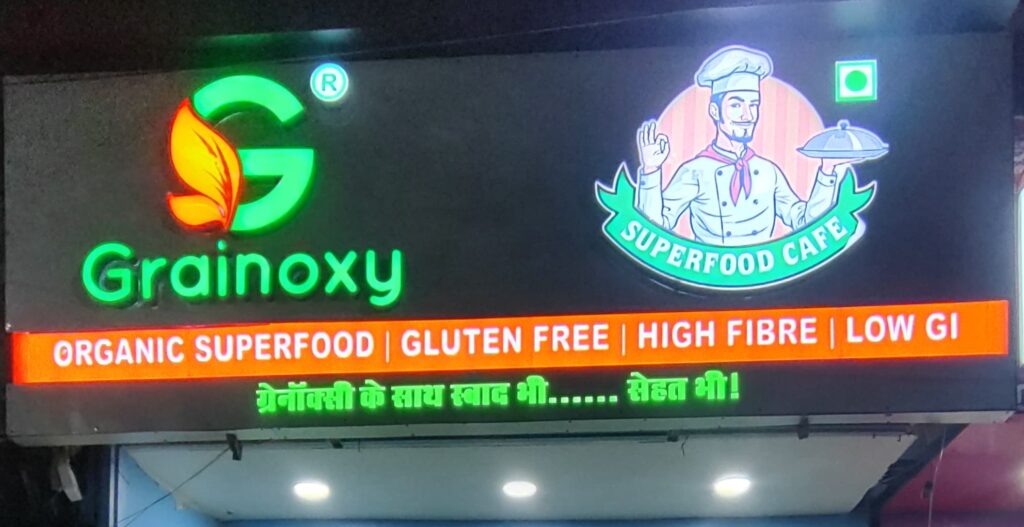 G ®
Grainoxy
SUPERFOOD CAFE
ORGANIC SUPERFOOD | GLUTEN FREE | HIGH FIBRE | LOW GI
ग्रेनॉक्सी के साथ स्वाद भी...... सेहत भी!